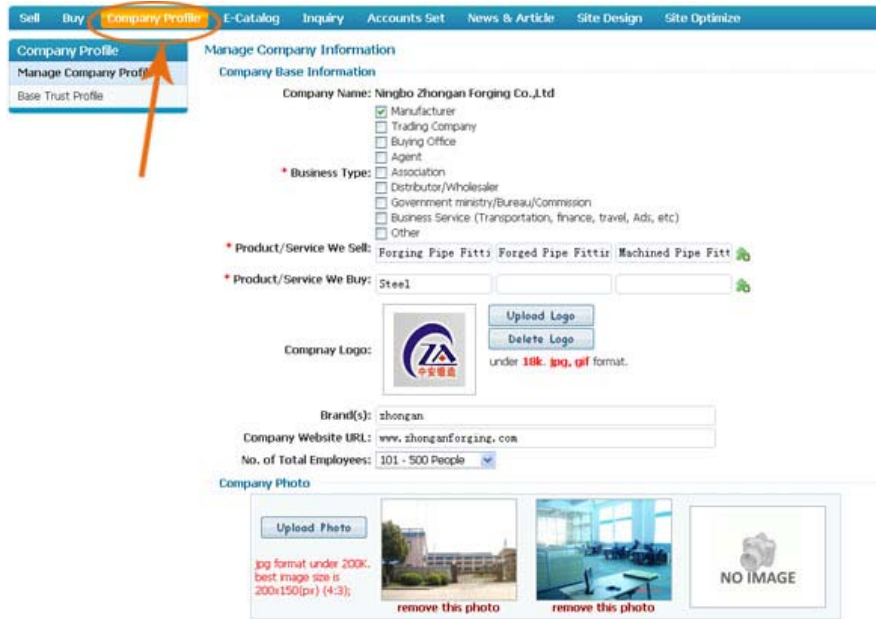 Sell Buy Company Profile E-Catalog Inquiry Accounts Set News & Article Site Design Site Optimize
Company Profile
Manage Company Profile
Base Trust Profile
Manage Company Information
Company Base Information
Company Name: Ningbo Zhongan Forging Co.,Ltd
* Business Type:
Manufacturer
Trading Company
Buying Office
Agent
Association
Distributor/Wholesaler
Government ministry/Bureau/Commission
Business Service (Transportation, finance, travel, Ads, etc)
Other
* Product/Service We Sell: Forging Pipe Fitti Forged Pipe Fittir Machined Pipe Fitt
* Product/Service We Buy: Steel
Compnay Logo:
ZA
中安锻造
Upload Logo
Delete Logo
under 18k. jpg, gif format.
Brand(s): zhongan
Company Website URL: www.zhonganforging.com
No. of Total Employees: 101 - 500 People
Company Photo
Upload Photo
jpg format under 200K.
best image size is
200x150(px) (4:3);
remove this photo
remove this photo
NO IMAGE